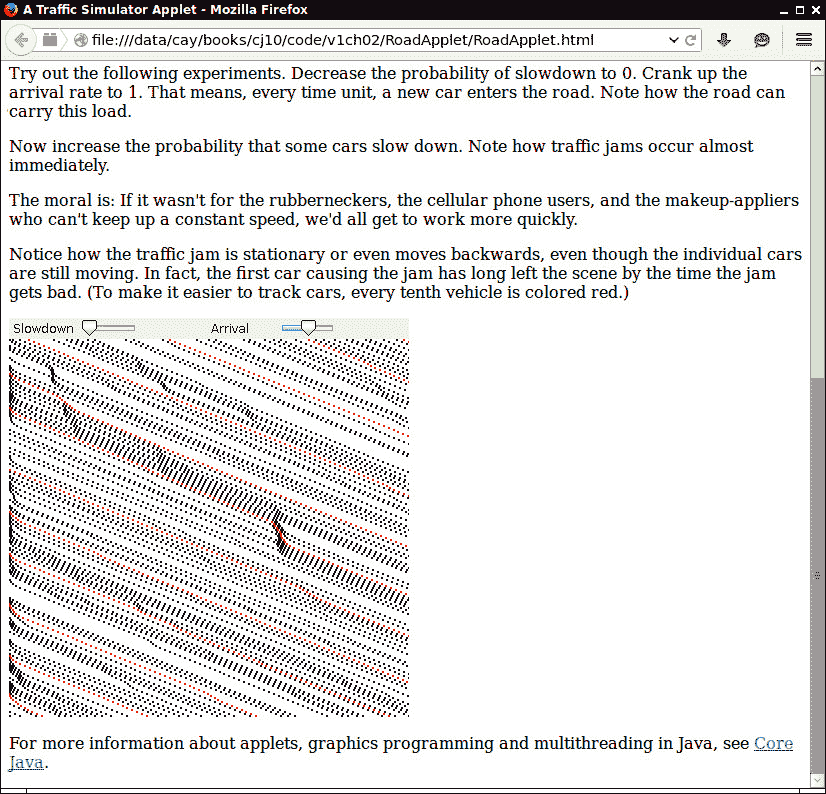 A Traffic Simulator Applet - Mozilla Firefox
file:///data/cay/books/cj10/code/v1ch02/RoadApplet/RoadApplet.html
Try out the following experiments. Decrease the probability of slowdown to 0. Crank up the
arrival rate to 1. That means, every time unit, a new car enters the road. Note how the road can
carry this load.
Now increase the probability that some cars slow down. Note how traffic jams occur almost
immediately.
The moral is: If it wasn't for the rubberneckers, the cellular phone users, and the makeup-appliers
who can't keep up a constant speed, we'd all get to work more quickly.
Notice how the traffic jam is stationary or even moves backwards, even though the individual cars
are still moving. In fact, the first car causing the jam has long left the scene by the time the jam
gets bad. (To make it easier to track cars, every tenth vehicle is colored red.)
Slowdown Arrival
For more information about applets, graphics programming and multithreading in Java, see Core
Java.